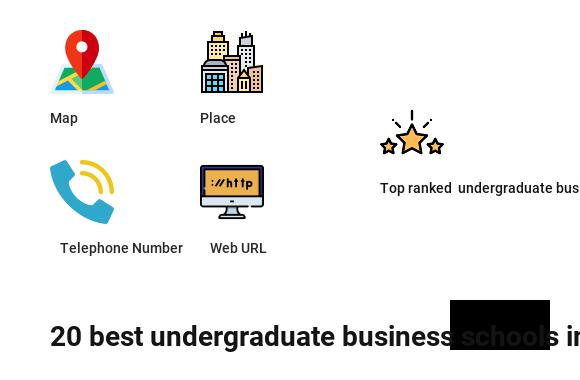 Map
Place
Top ranked undergraduate bus
Telephone Number
://http
Web URL
20 best undergraduate business schools in